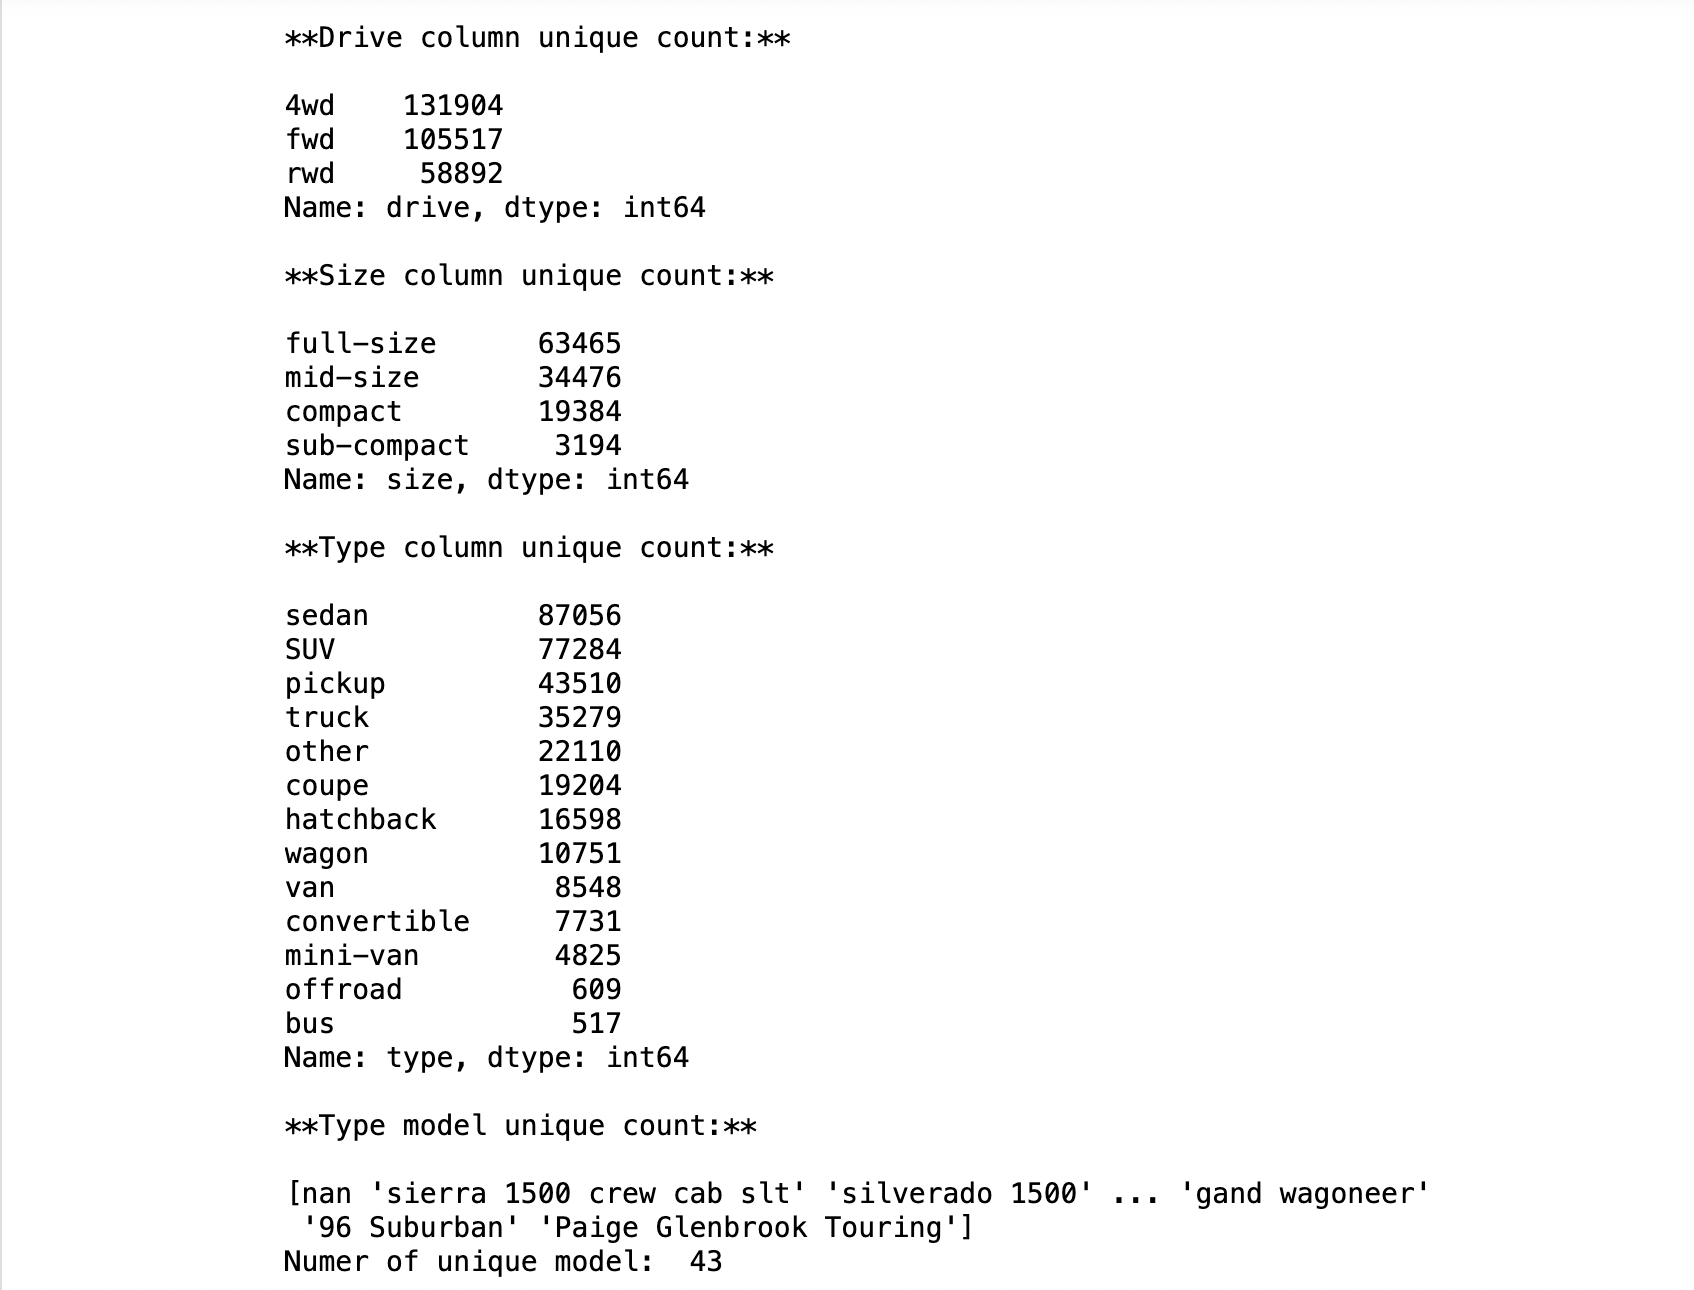 **Drive column unique count:**
4wd    131904
fwd    105517
rwd     58892
Name: drive, dtype: int64
**Size column unique count:**
full-size      63465
mid-size       34476
compact        19384
sub-compact     3194
Name: size, dtype: int64
**Type column unique count:**
sedan          87056
SUV            77284
pickup         43510
truck          35279
other          22110
coupe          19204
hatchback      16598
wagon          10751
van             8548
convertible     7731
mini-van        4825
offroad          609
bus              517
Name: type, dtype: int64
**Type model unique count:**
[nan 'sierra 1500 crew cab slt' 'silverado 1500' ... 'gand wagoneer'
 '96 Suburban' 'Paige Glenbrook Touring']
Numer of unique model:  43